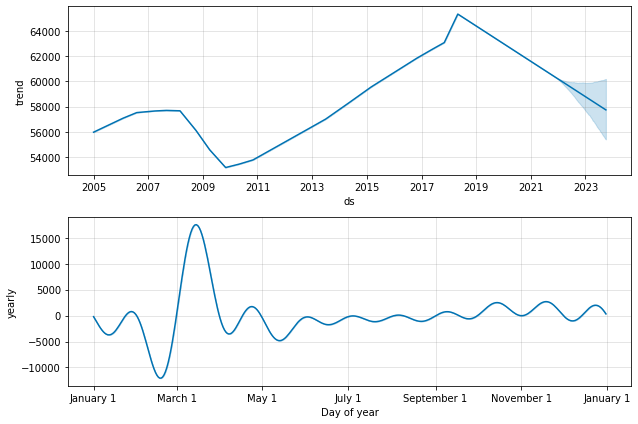 64000
62000
60000
58000
56000
54000
trend
2005 2007 2009 2011 2013 2015 2017 2019 2021 2023
ds
15000
10000
5000
0
−5000
−10000
yearly
January 1 March 1 May 1 July 1 September 1 November 1 January 1
Day of year